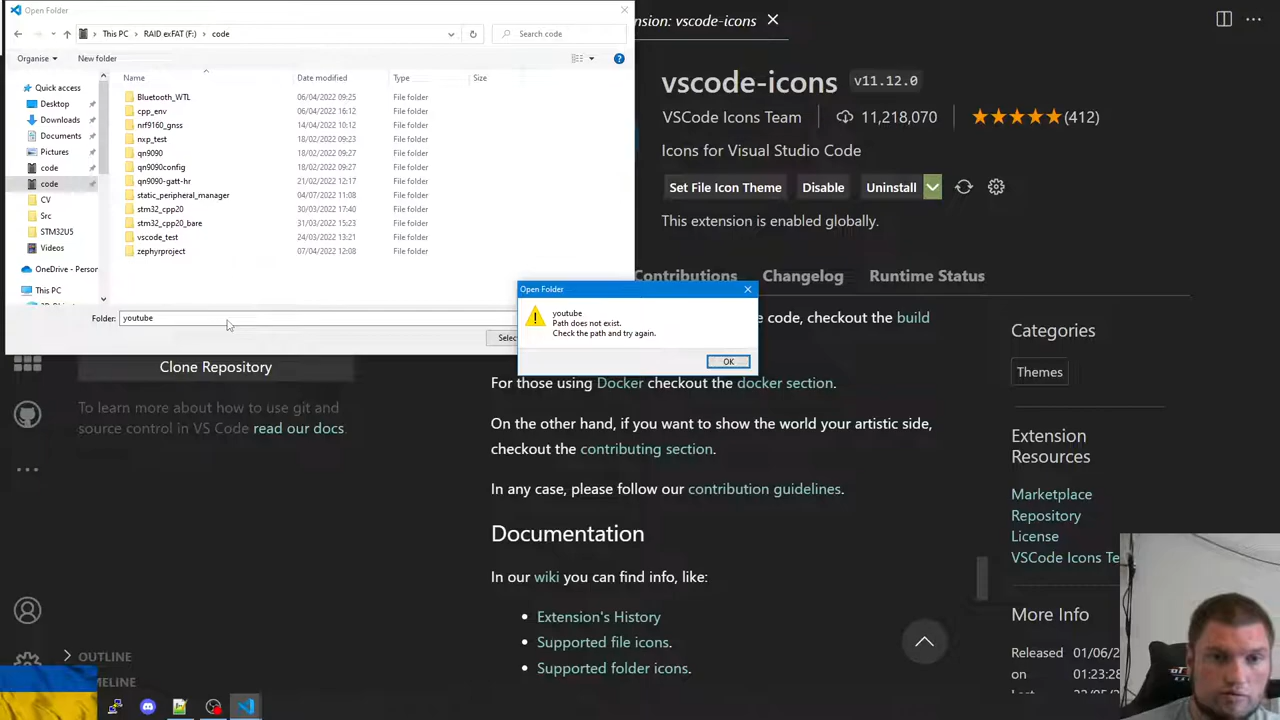 Open Folder
This PC
RAID exFAT (F:)
code
Search code
Organise
New folder
Name
Date modified
Type
Size
Quick access
Desktop
Downloads
Documents
Pictures
code
code
CV
Src
STM32U5
Videos
OneDrive - Person
This PC
Bluetooth_WTL 06/04/2022 09:25 File folder
cpp_env 06/04/2022 16:12 File folder
nrf9160_gnss 14/04/2022 10:12 File folder
nxp_test 18/02/2022 09:23 File folder
qn9090 18/02/2022 09:27 File folder
qn9090config 18/02/2022 09:27 File folder
qn9090-gatt-hr 21/02/2022 12:17 File folder
static_peripheral_manager 04/07/2022 11:08 File folder
stm32_cpp20 30/03/2022 17:40 File folder
stm32_cpp20_bare 31/03/2022 15:23 File folder
vscode_test 24/03/2022 13:21 File folder
zephyrproject 07/04/2022 12:08 File folder
Folder: youtube
Selec
Open Folder
youtube
Path does not exist.
Check the path and try again.
OK
Clone Repository
To learn more about how to use git and
source control in VS Code read our docs.
OUTLINE
MELINE
nsion: vscode-icons
vscode-icons v11.12.0
VSCode Icons Team
11,218,070
(412)
Icons for Visual Studio Code
Set File Icon Theme
Disable
Uninstall
This extension is enabled globally.
Contributions
Changelog
Runtime Status
e code, checkout the build
For those using Docker checkout the docker section.
On the other hand, if you want to show the world your artistic side,
checkout the contributing section.
In any case, please follow our contribution guidelines.
Documentation
In our wiki you can find info, like:
Extension's History
Supported file icons.
Supported folder icons.
Categories
Themes
Extension
Resources
Marketplace
Repository
License
VSCode Icons Te
More Info
Released 01/06/
on 01:23:28